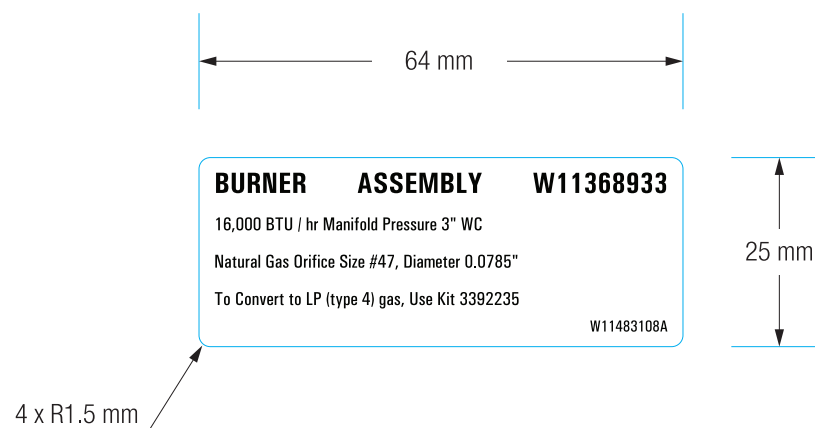 64 mm
BURNER ASSEMBLY W11368933
16,000 BTU / hr Manifold Pressure 3" WC
Natural Gas Orifice Size #47, Diameter 0.0785"
To Convert to LP (type 4) gas, Use Kit 3392235
W11483108A
25 mm
4 x R1.5 mm